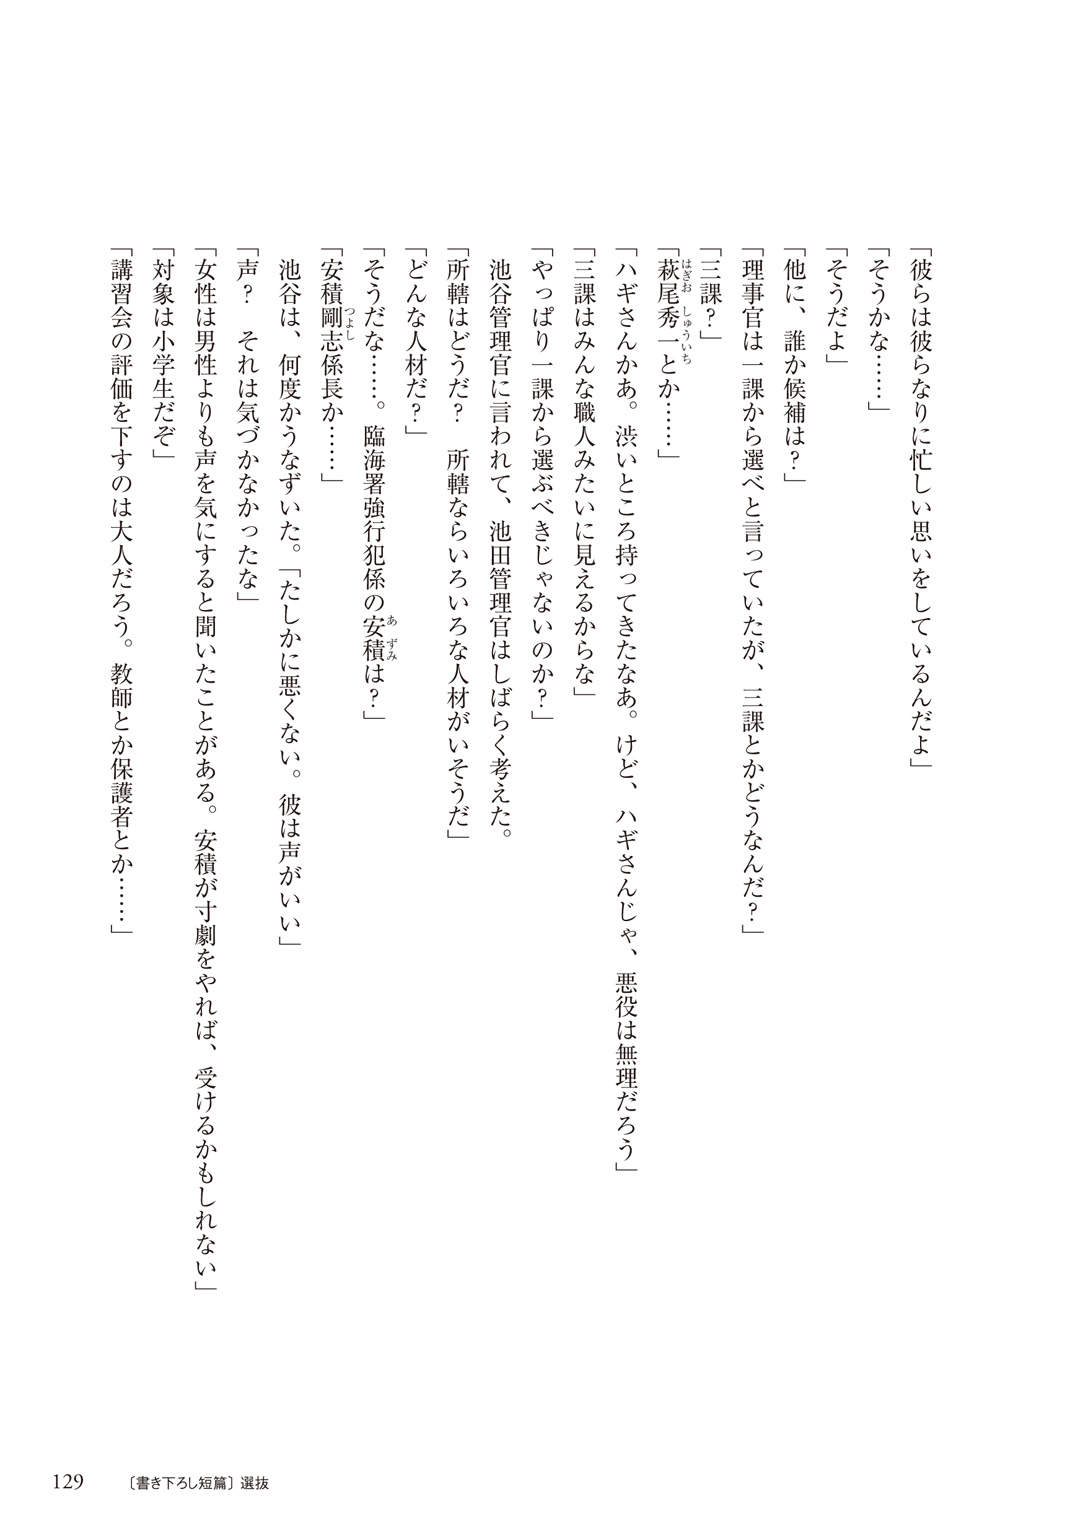 「彼らは彼らなりに忙しい思いをしているんだよ」
「そうかな……」
「そうだよ」
「他に、誰か候補は？」
「理事官は一課から選べと言っていたが、三課とかどうなんだ？」
「三課？」
「萩尾秀一とか……」
「ハギさんかあ。渋いところ持ってきたなあ。けど、ハギさんじゃ、悪役は無理だろう」
「三課はみんな職人みたいに見えるからな」
「やっぱり一課から選ぶべきじゃないのか？」
　池谷管理官に言われて、池田管理官はしばらく考えた。
「所轄はどうだ？　所轄ならいろいろな人材がいそうだ」
「どんな人材だ？」
「そうだな……。臨海署強行犯係の安積は？」
「安積剛志係長か……」
　池谷は、何度かうなずいた。「たしかに悪くない。彼は声がいい」
「声？　それは気づかなかったな」
「女性は男性よりも声を気にすると聞いたことがある。安積が寸劇をやれば、受けるかもしれない」
「対象は小学生だぞ」
「講習会の評価を下すのは大人だろう。教師とか保護者とか……」
はぎお しゅういち
あずみ
つよし
129 〔書き下ろし短篇〕選抜